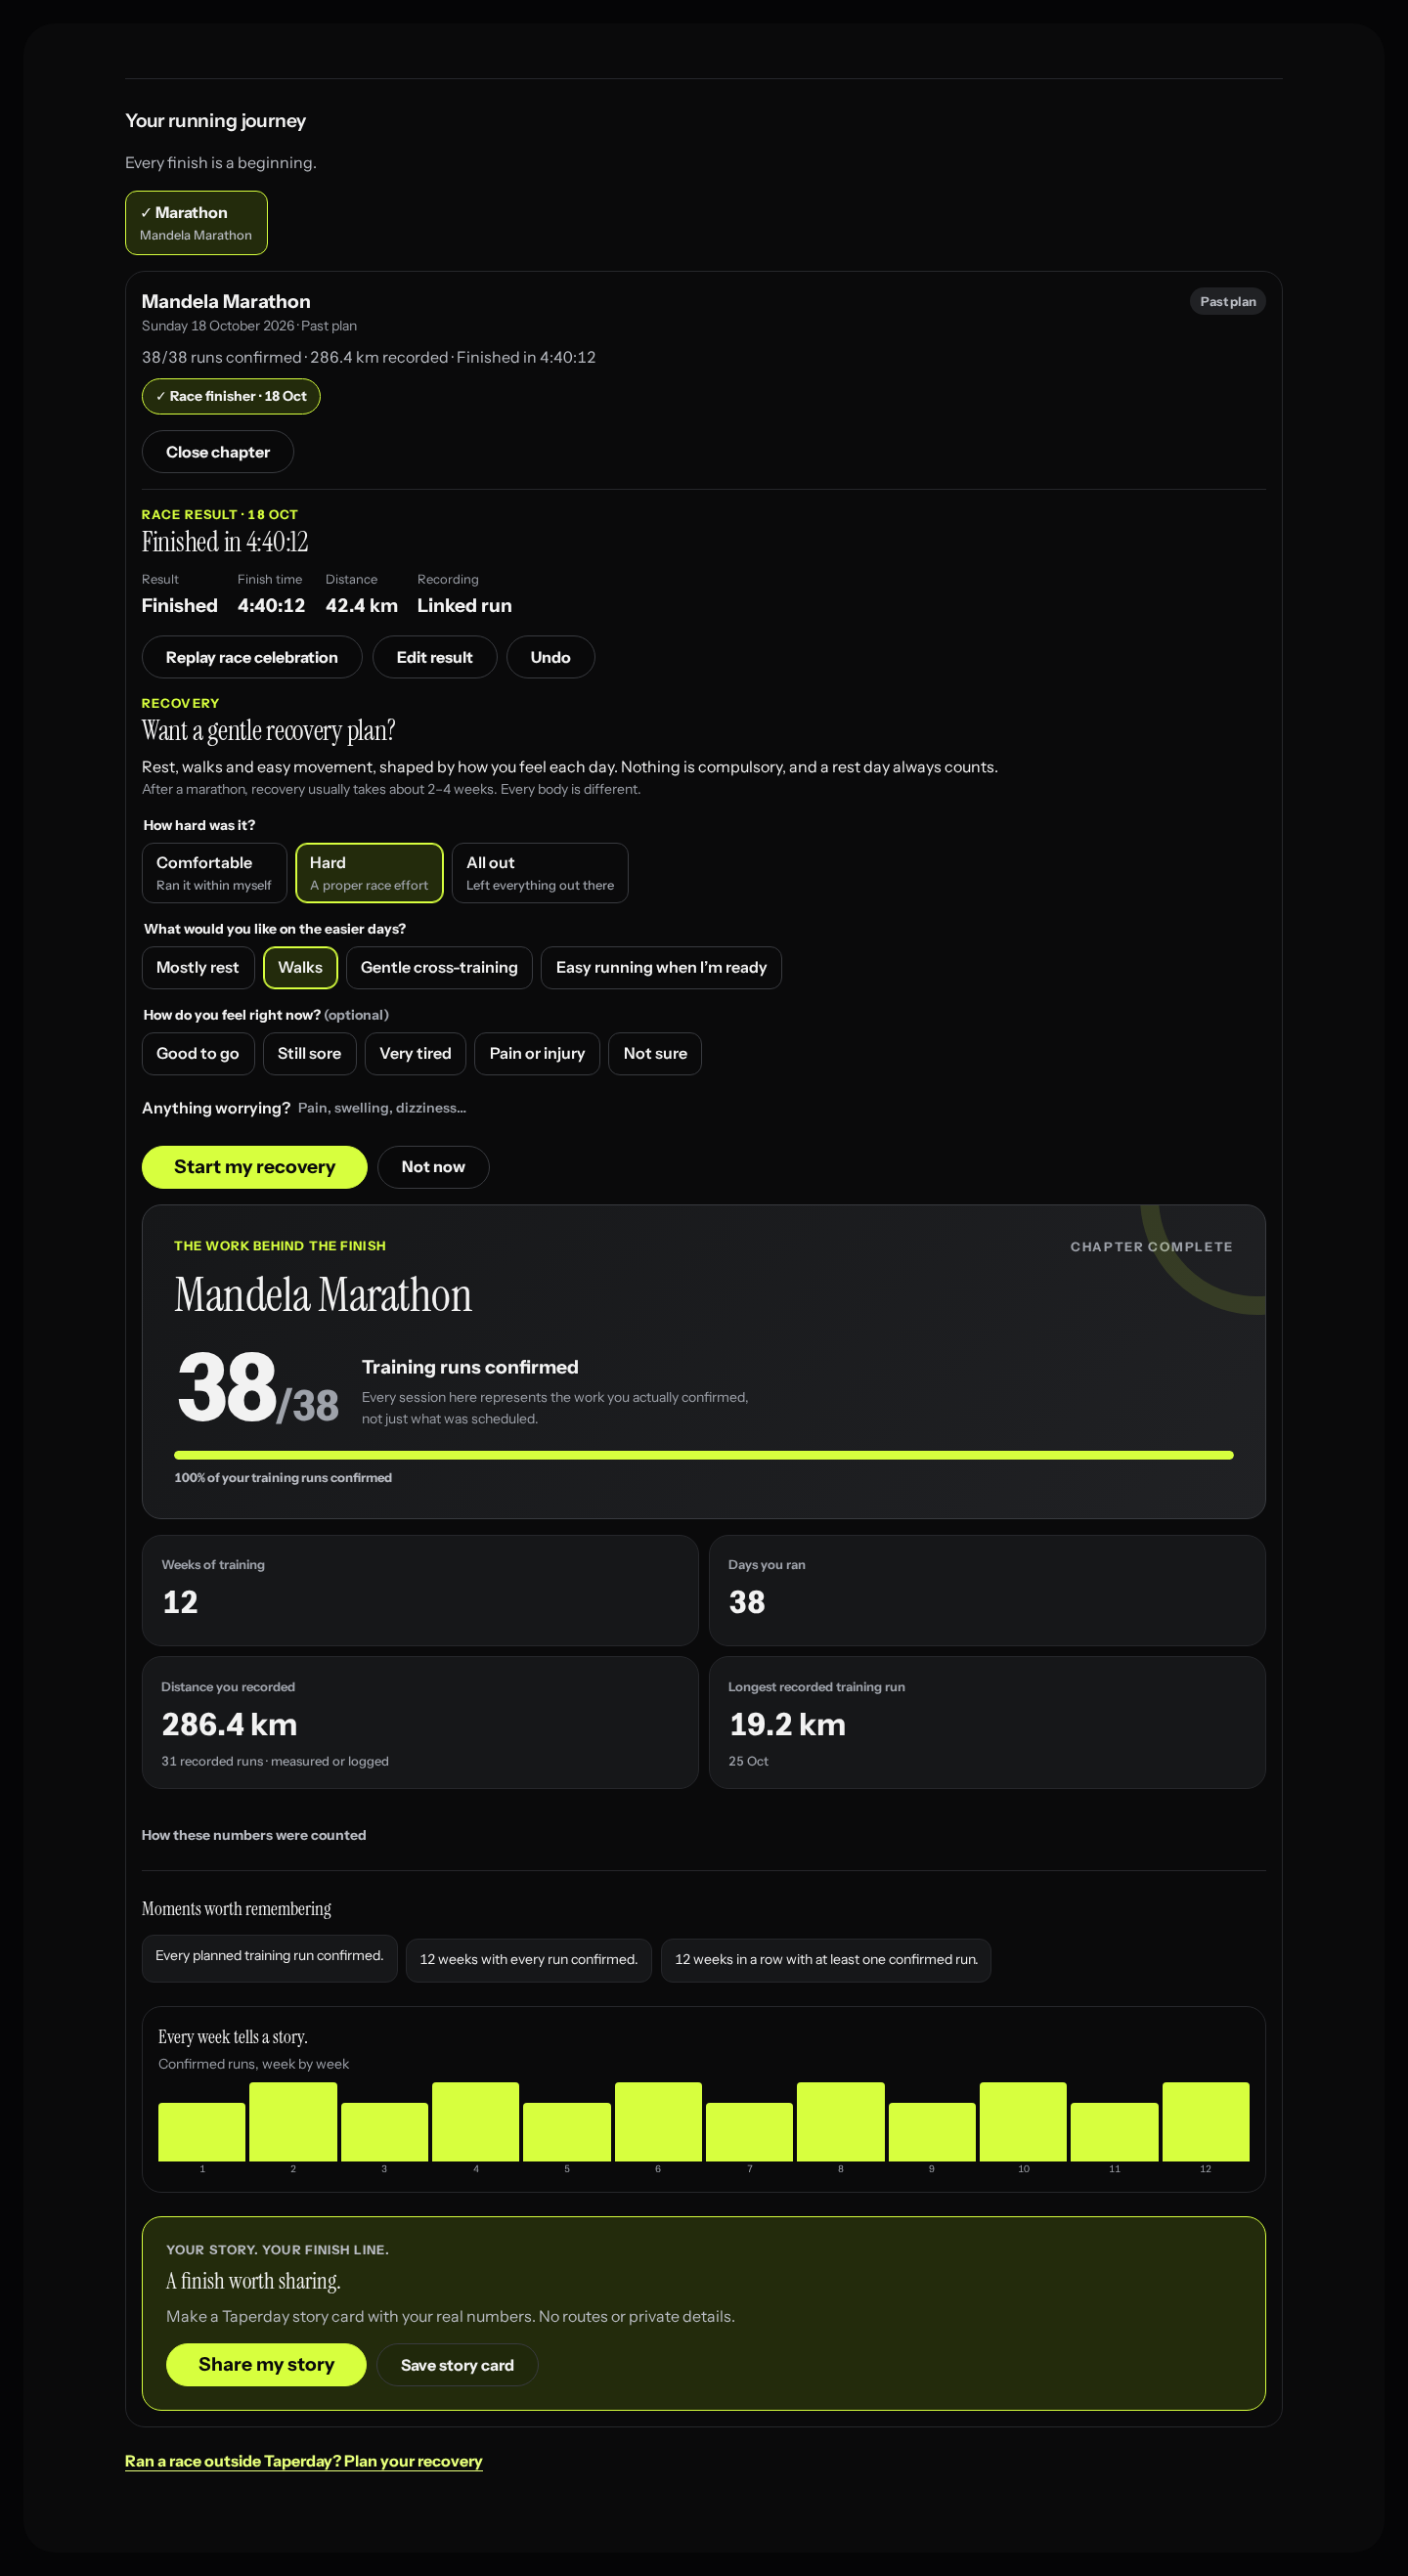 Your running journey
Every finish is a beginning.
✓ Marathon
Mandela Marathon
Mandela Marathon
Past plan
Sunday 18 October 2026 · Past plan
38/38 runs confirmed · 286.4 km recorded · Finished in 4:40:12
✓ Race finisher · 18 Oct
Close chapter
RACE RESULT · 18 OCT
Finished in 4:40:12
Result Finish time Distance Recording
Finished 4:40:12 42.4 km Linked run
Replay race celebration Edit result Undo
RECOVERY
Want a gentle recovery plan?
Rest, walks and easy movement, shaped by how you feel each day. Nothing is compulsory, and a rest day always counts.
After a marathon, recovery usually takes about 2–4 weeks. Every body is different.
How hard was it?
Comfortable Hard All out
Ran it within myself A proper race effort Left everything out there
What would you like on the easier days?
Mostly rest Walks Gentle cross-training Easy running when I’m ready
How do you feel right now? (optional)
Good to go Still sore Very tired Pain or injury Not sure
Anything worrying? Pain, swelling, dizziness…
Start my recovery Not now
THE WORK BEHIND THE FINISH
CHAPTER COMPLETE
Mandela Marathon
38/38
Training runs confirmed
Every session here represents the work you actually confirmed,
not just what was scheduled.
100% of your training runs confirmed
Weeks of training
12
Days you ran
38
Distance you recorded
286.4 km
31 recorded runs · measured or logged
Longest recorded training run
19.2 km
25 Oct
How these numbers were counted
Moments worth remembering
Every planned training run confirmed.
12 weeks with every run confirmed.
12 weeks in a row with at least one confirmed run.
Every week tells a story.
Confirmed runs, week by week
1 2 3 4 5 6 7 8 9 10 11 12
YOUR STORY. YOUR FINISH LINE.
A finish worth sharing.
Make a Taperday story card with your real numbers. No routes or private details.
Share my story Save story card
Ran a race outside Taperday? Plan your recovery